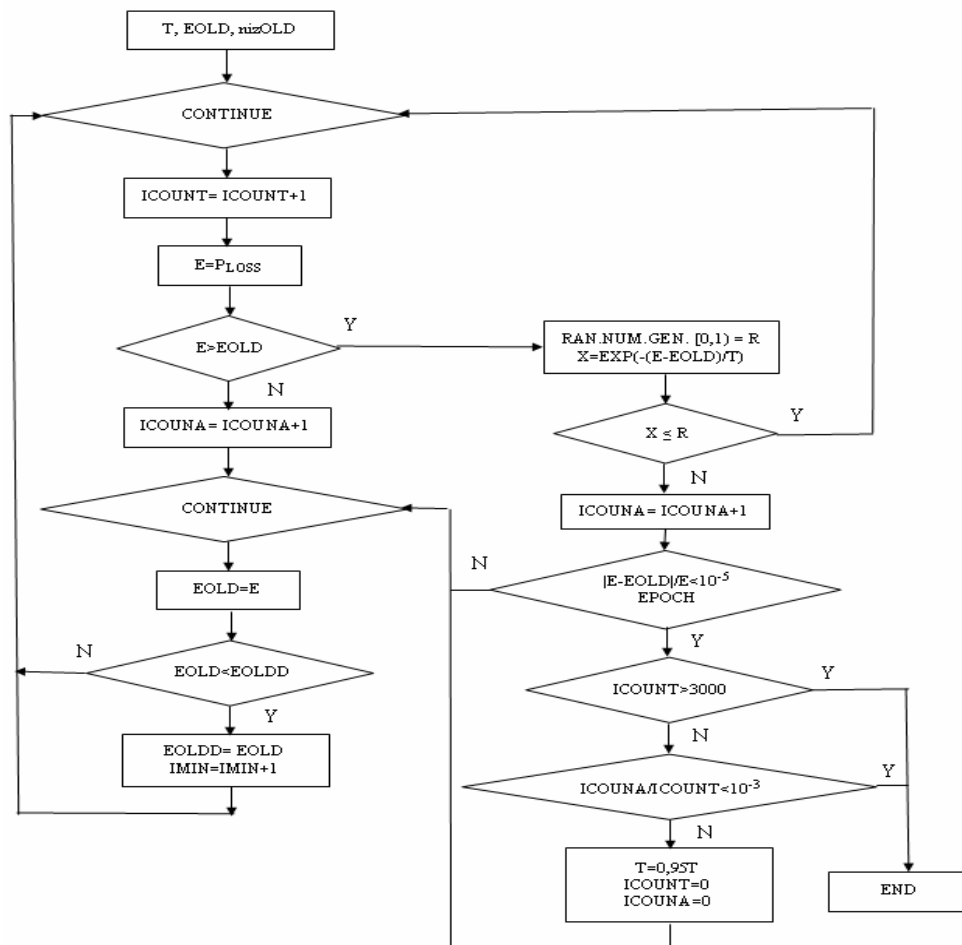 T, EOLD, nizOLD
CONTINUE
ICOUNT= ICOUNT+1
E=PLOSS
E>EOLD
Y
N
ICOUNA= ICOUNA+1
CONTINUE
EOLD=E
EOLD<EOLDD
N
Y
EOLDD= EOLD
IMIN=IMIN+1
RAN.NUM.GEN. [0,1) = R
X=EXP(-(E-EOLD)/T)
X ≤ R
Y
N
ICOUNA= ICOUNA+1
|E-EOLD|/E<10⁻⁵
EPOCH
N
Y
ICOUNT>3000
Y
N
ICOUNA/ICOUNT<10⁻³
Y
N
T=0,95T
ICOUNT=0
ICOUNA=0
END